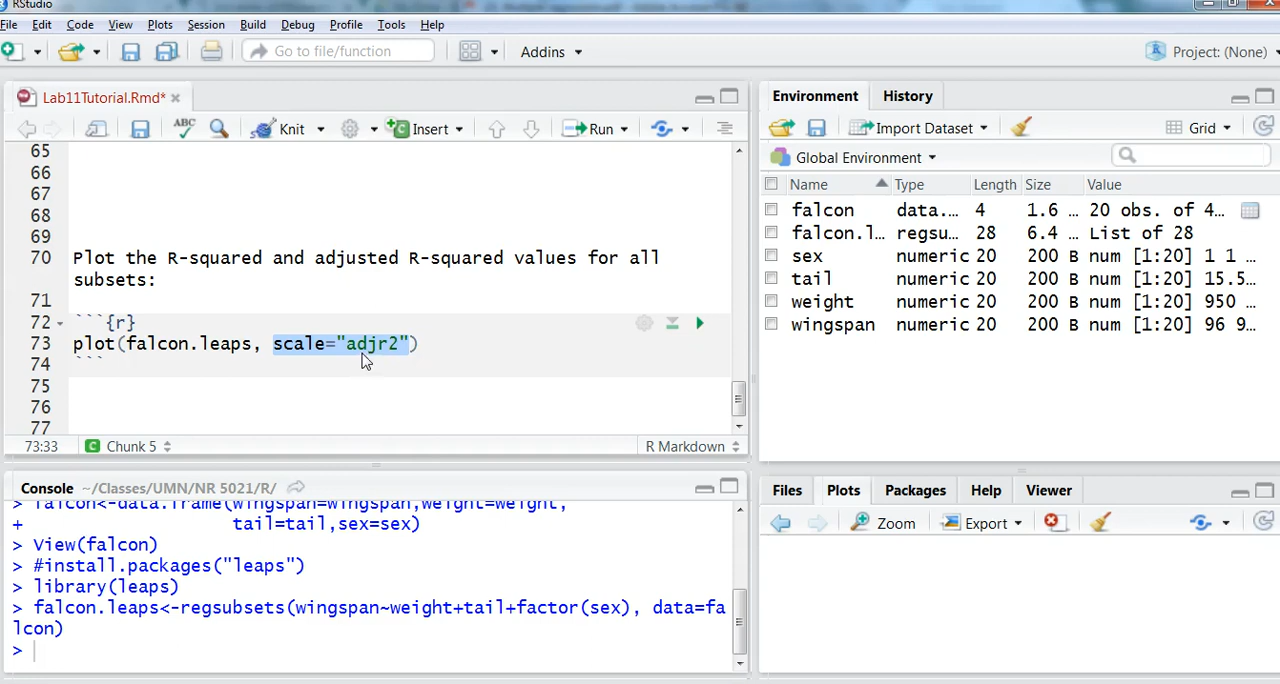 RStudio
File Edit Code View Plots Session Build Debug Profile Tools Help
Go to file/function Addins Project: (None)
Lab11Tutorial.Rmd*
ABC Knit Insert Run
65
66
67
68
69
70 Plot the R-squared and adjusted R-squared values for all
subsets:
71
72 ```{r}
73 plot(falcon.leaps, scale="adjr2")
74 ```
75
76
77
73:33 Chunk 5 R Markdown
Console ~/Classes/UMN/NR 5021/R/
falcon<-data.frame(wingspan=wingspan,weight=weight,
+ tail=tail,sex=sex)
> View(falcon)
> #install.packages("leaps")
> library(leaps)
> falcon.leaps<-regsubsets(wingspan~weight+tail+factor(sex), data=fa
lcon)
>
Environment History
Import Dataset Grid
Global Environment
Name Type Length Size Value
falcon data.… 4 1.6 … 20 obs. of 4…
falcon.l… regsu… 28 6.4 … List of 28
sex numeric 20 200 B num [1:20] 1 1 …
tail numeric 20 200 B num [1:20] 15.5…
weight numeric 20 200 B num [1:20] 950 …
wingspan numeric 20 200 B num [1:20] 96 9…
Files Plots Packages Help Viewer
Zoom Export